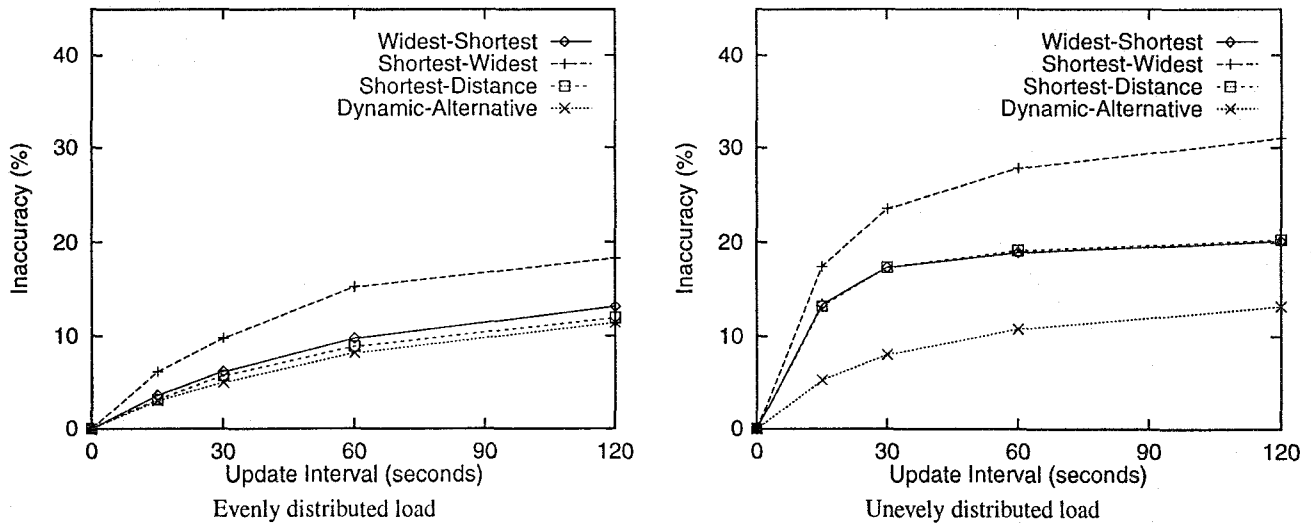 40
30
20
10
0
Inaccuracy (%)
Widest-Shortest
Shortest-Widest
Shortest-Distance
Dynamic-Alternative
0 30 60 90 120
Update Interval (seconds)
Evenly distributed load
40
30
20
10
0
Inaccuracy (%)
Widest-Shortest
Shortest-Widest
Shortest-Distance
Dynamic-Alternative
0 30 60 90 120
Update Interval (seconds)
Unevely distributed load